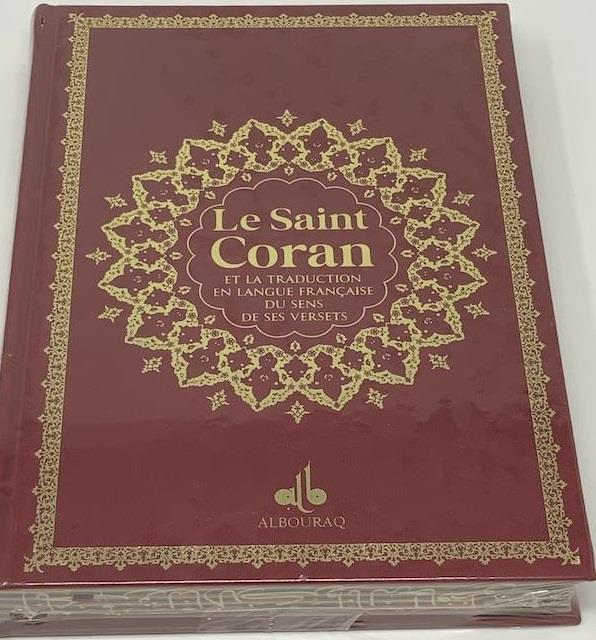 Le Saint
Coran
ET LA TRADUCTION
EN LANGUE FRANÇAISE
DU SENS
DE SES VERSETS
ALBOURAQ